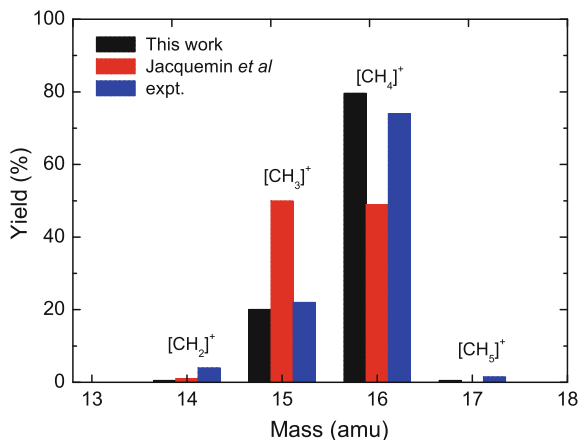 100
80
60
40
20
0
Yield (%)
This work
Jacquemin et al
expt.
[CH₂]⁺
[CH₃]⁺
[CH₄]⁺
[CH₅]⁺
13 14 15 16 17 18
Mass (amu)